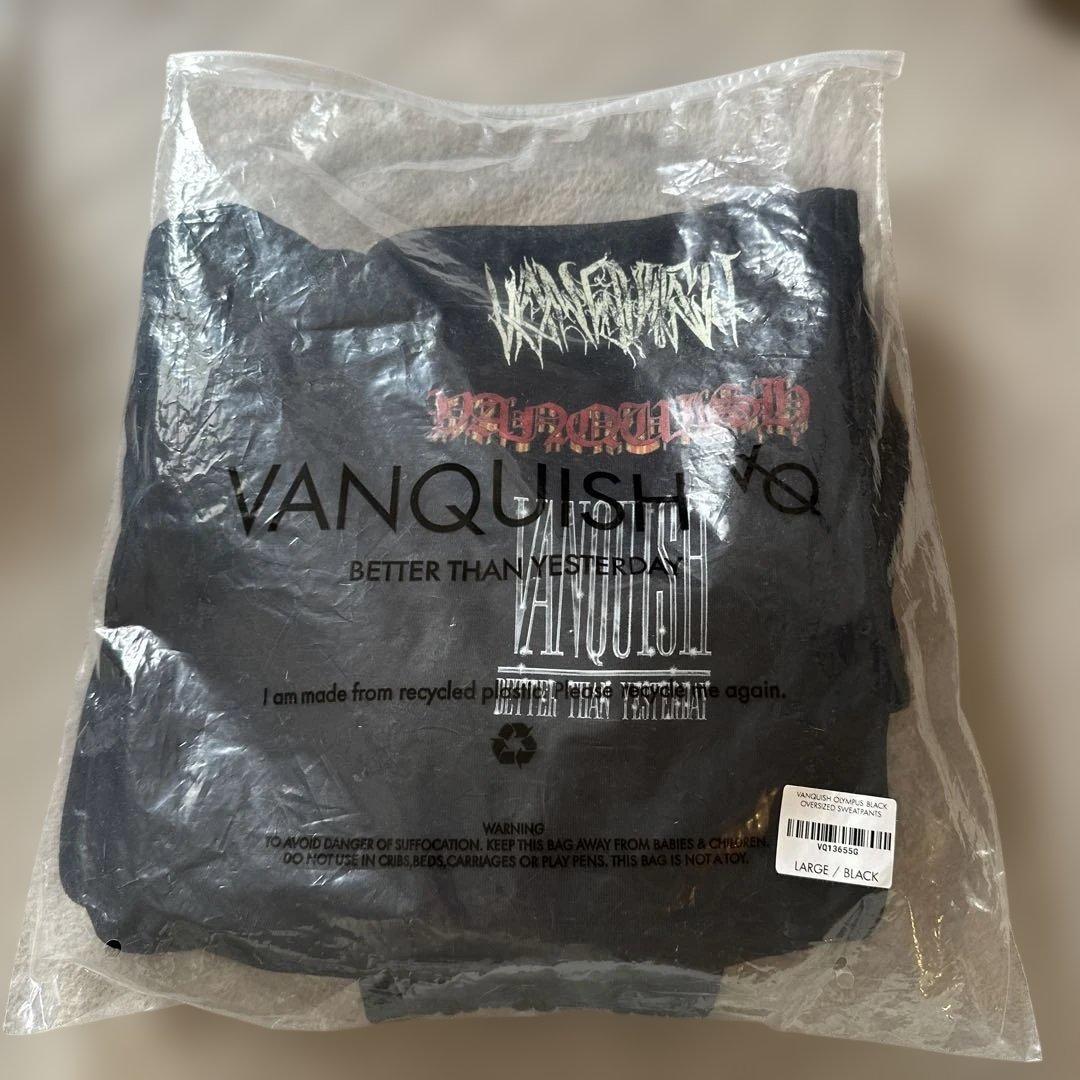 VANQUISH
VANQUISH
VANQUISH VQ
VANQUISH
BETTER THAN YESTERDAY
I am made from recycled plastic. Please recycle me again.
BETTER THAN YESTERDAY
VANQUISH OLYMPUS BLACK
OVERSIZED SWEATPANTS
VQ13655G
LARGE / BLACK
WARNING
TO AVOID DANGER OF SUFFOCATION. KEEP THIS BAG AWAY FROM BABIES & CHILDREN.
DO NOT USE IN CRIBS,BEDS,CARRIAGES OR PLAY PENS. THIS BAG IS NOT A TOY.